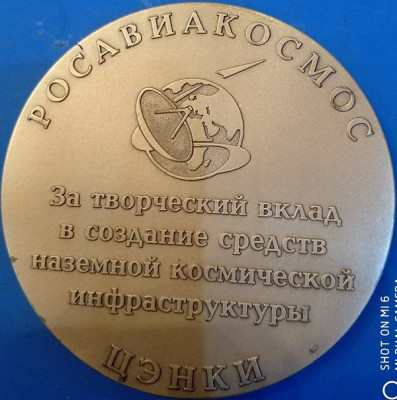 РОСАВИАКОСМОС
За творческий вклад
в создание средств
наземной космической
инфраструктуры
ЦЭНКИ
SHOT ON MI 6